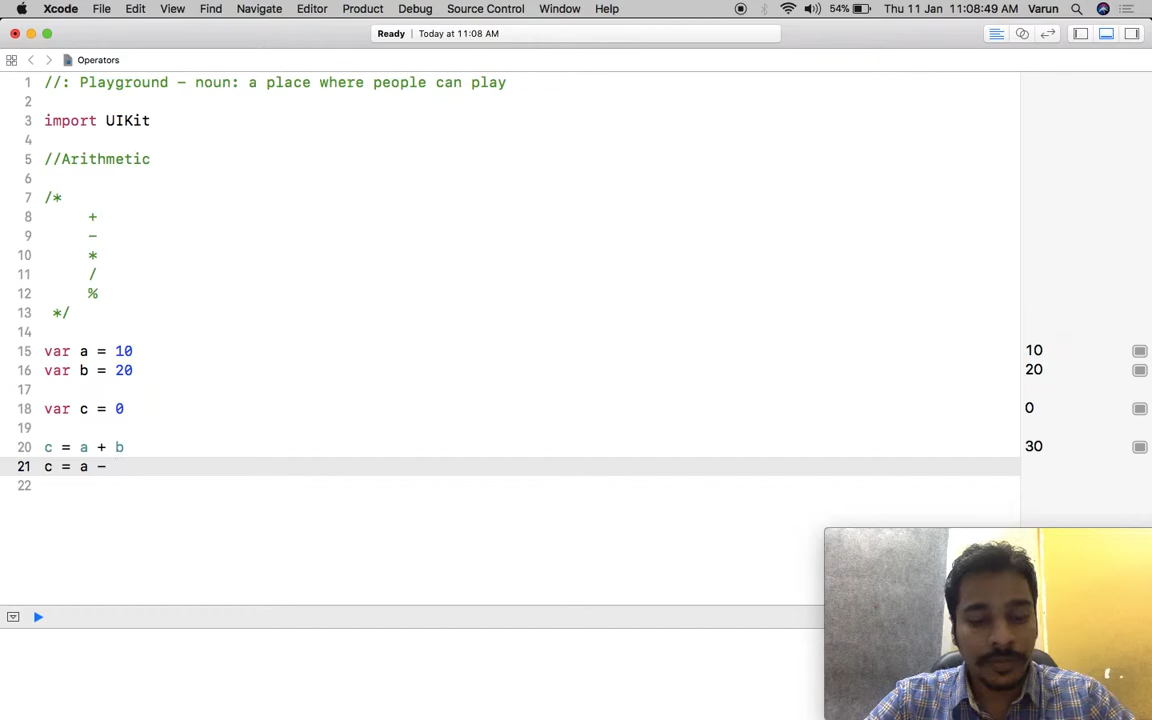 Xcode File Edit View Find Navigate Editor Product Debug Source Control Window Help 54% Thu 11 Jan 11:08:49 AM Varun
Ready | Today at 11:08 AM
Operators
1 //: Playground – noun: a place where people can play
2
3 import UIKit
4
5 //Arithmetic
6
7 /*
8 +
9 -
10 *
11 /
12 %
13 */
14
15 var a = 10 10
16 var b = 20 20
17
18 var c = 0 0
19
20 c = a + b 30
21 c = a -
22